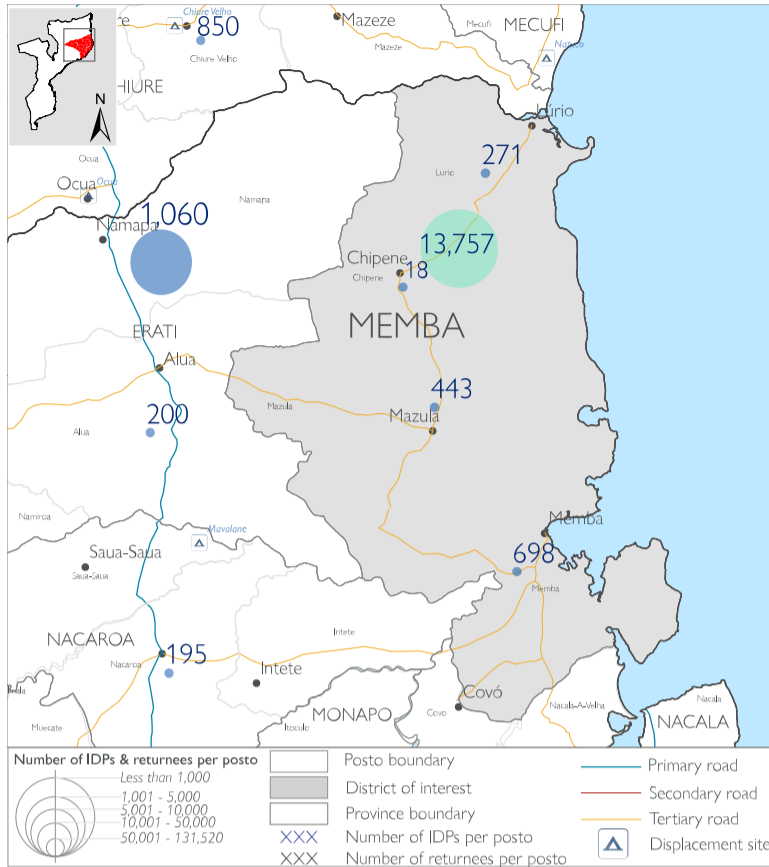 re
Chiure Velho
850
Chiure Velho
Mazeze
Mazeze
Mecufi
MECUFI
Natuco
HIURE
N
Lúrio
Ocua
271
Lurio
Ocua
Ocua
Namapa
1,060
Namapa
13,757
Chipene
18
Chipene
MEMBA
ERATI
Alua
443
Mazula
200
Mazula
Alua
Namiroa
Mavalane
Memba
Saua-Saua
Saua-Saua
698
Memba
Intete
NACAROA
195
Nacaroa
Intete
Covó
Muecate
MONAPO
Itoculo
Covo
Nacala-A-Velha
Nacala
NACALA
Number of IDPs & returnees per posto
Less than 1,000
1,001 - 5,000
5,001 - 10,000
10,001 - 50,000
50,001 - 131,520
Posto boundary
District of interest
Province boundary
XXX Number of IDPs per posto
XXX Number of returnees per posto
Primary road
Secondary road
Tertiary road
Displacement site